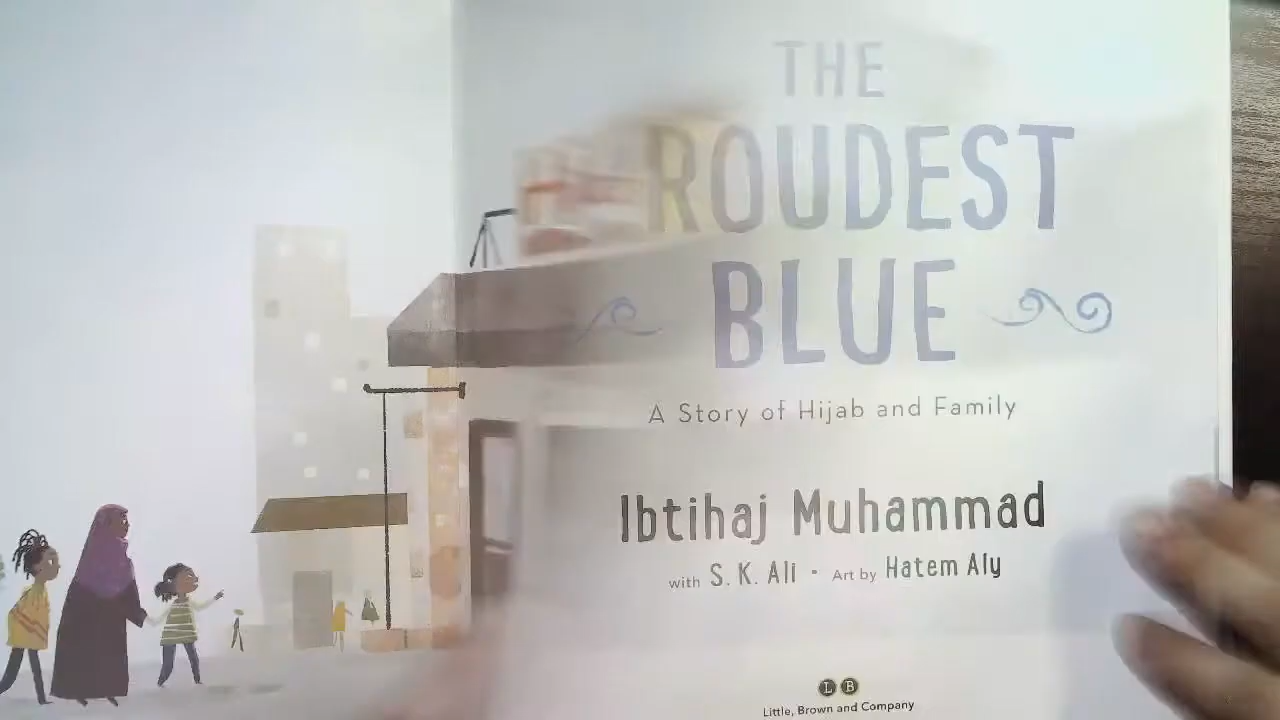 THE
ROUDEST
BLUE
A Story of Hijab and Family
Ibtihaj Muhammad
with S. K. Ali • Art by Hatem Aly
L B
Little, Brown and Company